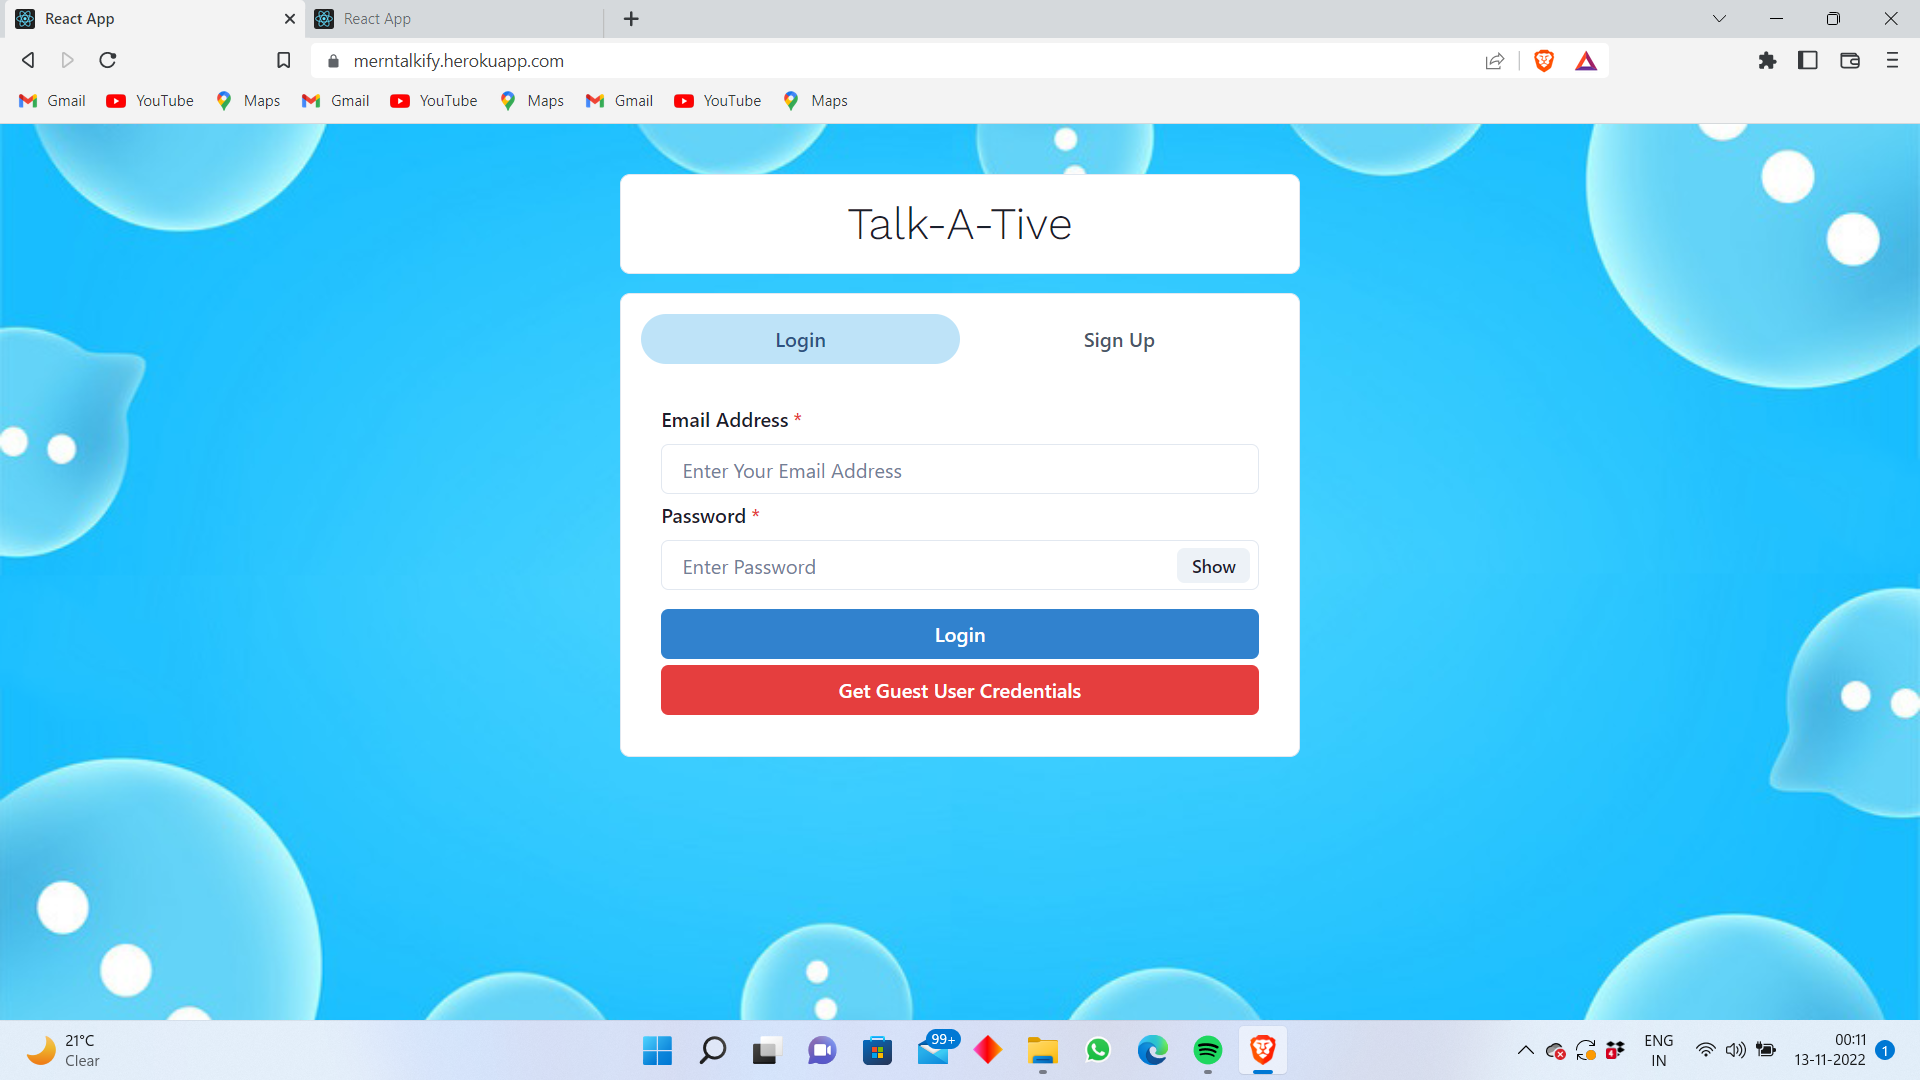 React App
React App
merntalkify.herokuapp.com
Gmail YouTube Maps Gmail YouTube Maps Gmail YouTube Maps
Talk-A-Tive
Login Sign Up
Email Address *
Enter Your Email Address
Password *
Enter Password Show
Login
Get Guest User Credentials
21°C
Clear
99+
4
ENG
IN
00:11
13-11-2022
1